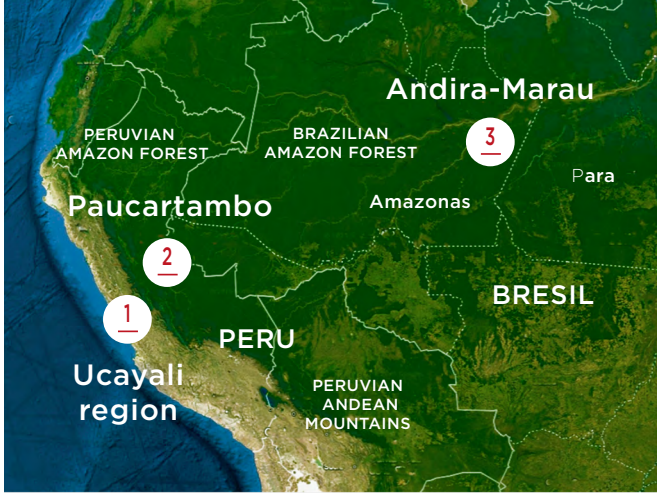 Andira-Marau
3
PERUVIAN
AMAZON FOREST
BRAZILIAN
AMAZON FOREST
Para
Amazonas
Paucartambo
2
BRESIL
1
PERU
Ucayali
region
PERUVIAN
ANDEAN
MOUNTAINS